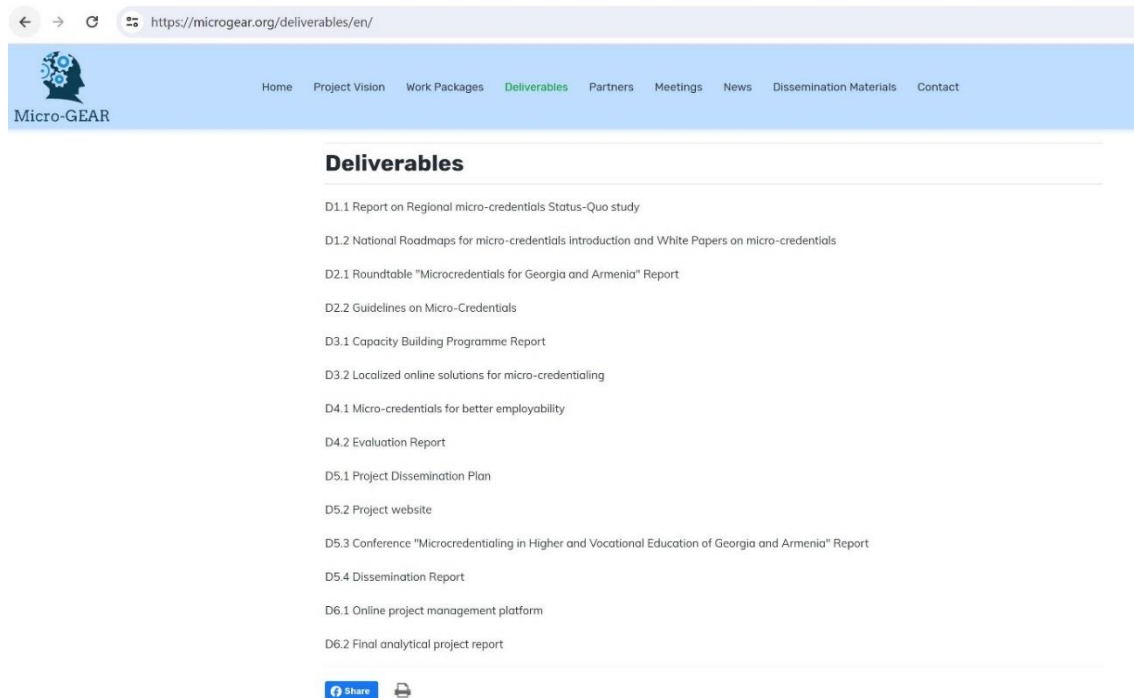 https://microgear.org/deliverables/en/
Micro-GEAR
Home Project Vision Work Packages Deliverables Partners Meetings News Dissemination Materials Contact
Deliverables
D1.1 Report on Regional micro-credentials Status-Quo study
D1.2 National Roadmaps for micro-credentials introduction and White Papers on micro-credentials
D2.1 Roundtable "Microcredentials for Georgia and Armenia" Report
D2.2 Guidelines on Micro-Credentials
D3.1 Capacity Building Programme Report
D3.2 Localized online solutions for micro-credentialing
D4.1 Micro-credentials for better employability
D4.2 Evaluation Report
D5.1 Project Dissemination Plan
D5.2 Project website
D5.3 Conference "Microcredentialing in Higher and Vocational Education of Georgia and Armenia" Report
D5.4 Dissemination Report
D6.1 Online project management platform
D6.2 Final analytical project report
Share